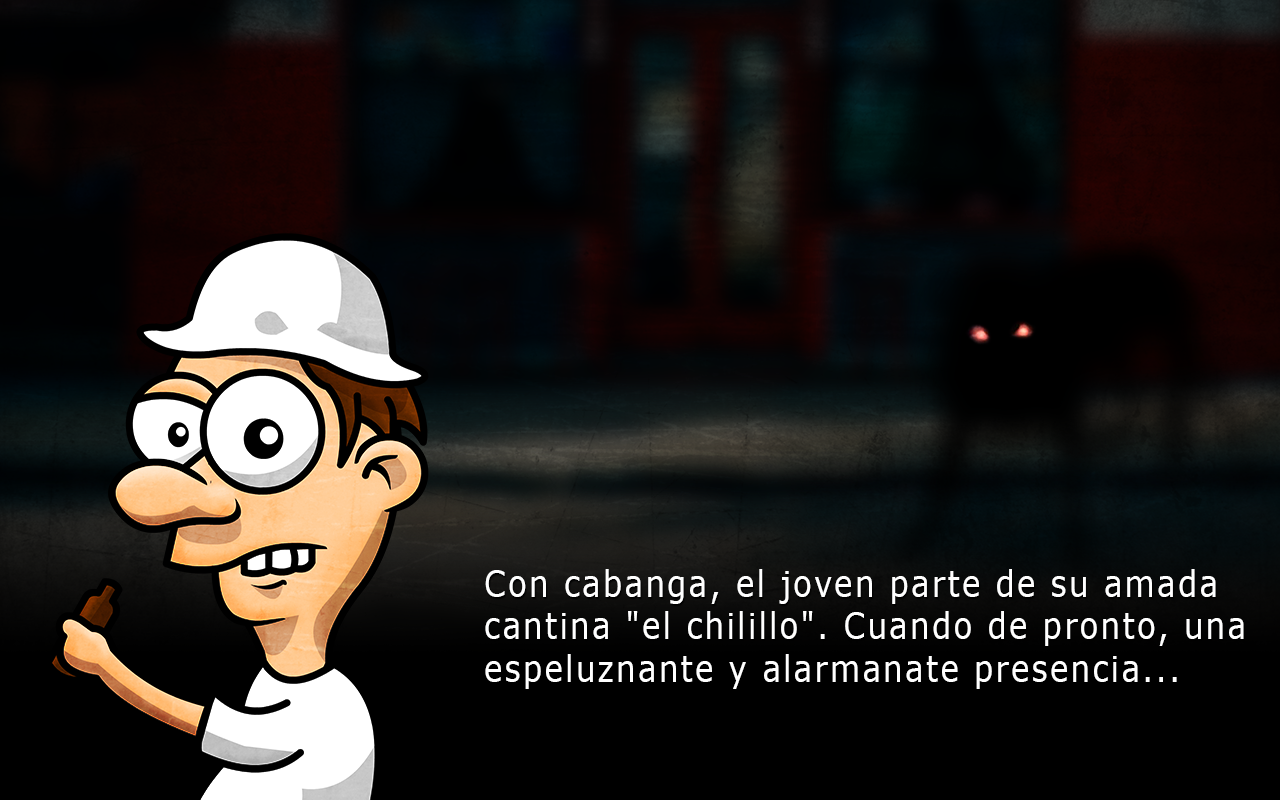 Con cabanga, el joven parte de su amada
cantina "el chilillo". Cuando de pronto, una
espeluznante y alarmanate presencia...